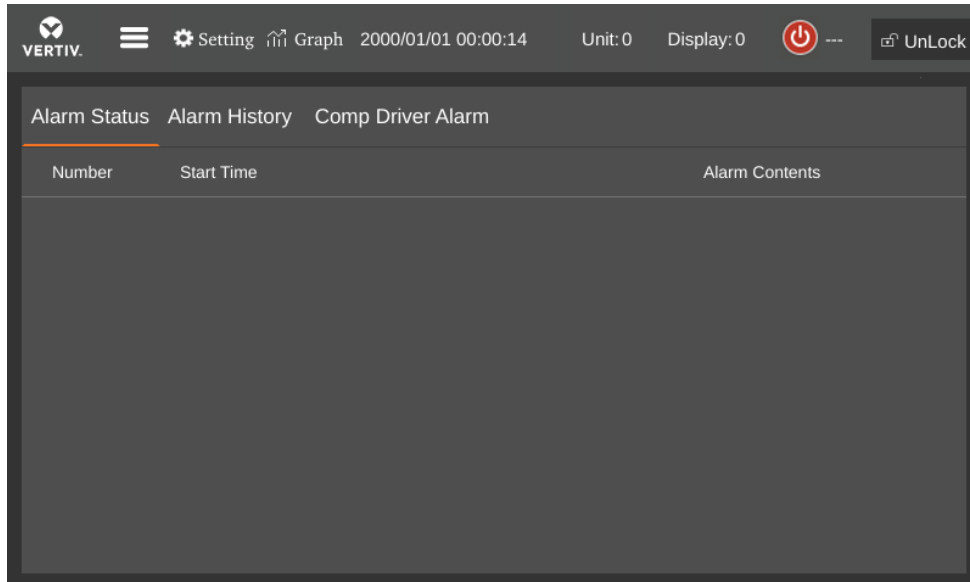 VERTIV. Setting Graph 2000/01/01 00:00:14 Unit: 0 Display: 0 --- UnLock
Alarm Status Alarm History Comp Driver Alarm
Number Start Time Alarm Contents